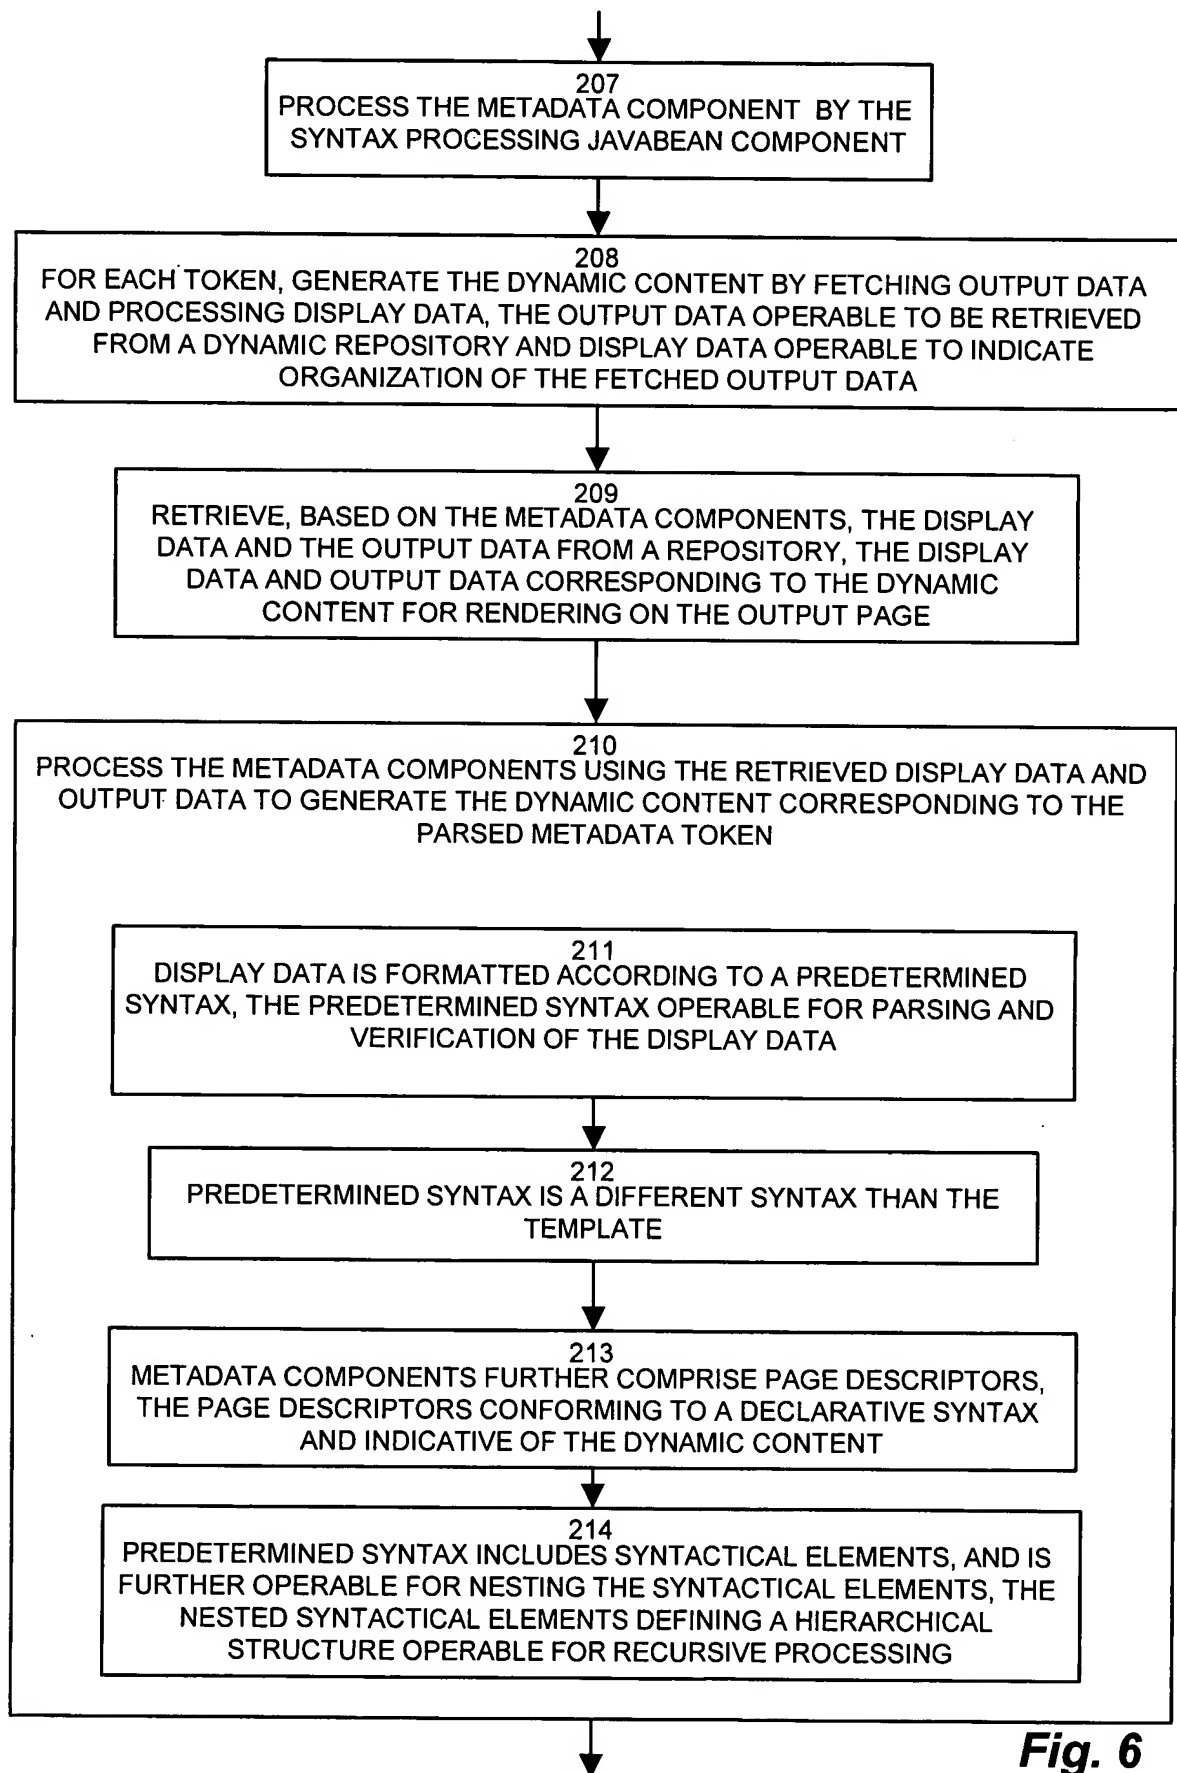 207
PROCESS THE METADATA COMPONENT BY THE
SYNTAX PROCESSING JAVABEAN COMPONENT
208
FOR EACH TOKEN, GENERATE THE DYNAMIC CONTENT BY FETCHING OUTPUT DATA
AND PROCESSING DISPLAY DATA, THE OUTPUT DATA OPERABLE TO BE RETRIEVED
FROM A DYNAMIC REPOSITORY AND DISPLAY DATA OPERABLE TO INDICATE
ORGANIZATION OF THE FETCHED OUTPUT DATA
209
RETRIEVE, BASED ON THE METADATA COMPONENTS, THE DISPLAY
DATA AND THE OUTPUT DATA FROM A REPOSITORY, THE DISPLAY
DATA AND OUTPUT DATA CORRESPONDING TO THE DYNAMIC
CONTENT FOR RENDERING ON THE OUTPUT PAGE
210
PROCESS THE METADATA COMPONENTS USING THE RETRIEVED DISPLAY DATA AND
OUTPUT DATA TO GENERATE THE DYNAMIC CONTENT CORRESPONDING TO THE
PARSED METADATA TOKEN
211
DISPLAY DATA IS FORMATTED ACCORDING TO A PREDETERMINED
SYNTAX, THE PREDETERMINED SYNTAX OPERABLE FOR PARSING AND
VERIFICATION OF THE DISPLAY DATA
212
PREDETERMINED SYNTAX IS A DIFFERENT SYNTAX THAN THE
TEMPLATE
213
METADATA COMPONENTS FURTHER COMPRISE PAGE DESCRIPTORS,
THE PAGE DESCRIPTORS CONFORMING TO A DECLARATIVE SYNTAX
AND INDICATIVE OF THE DYNAMIC CONTENT
214
PREDETERMINED SYNTAX INCLUDES SYNTACTICAL ELEMENTS, AND IS
FURTHER OPERABLE FOR NESTING THE SYNTACTICAL ELEMENTS, THE
NESTED SYNTACTICAL ELEMENTS DEFINING A HIERARCHICAL
STRUCTURE OPERABLE FOR RECURSIVE PROCESSING
Fig. 6